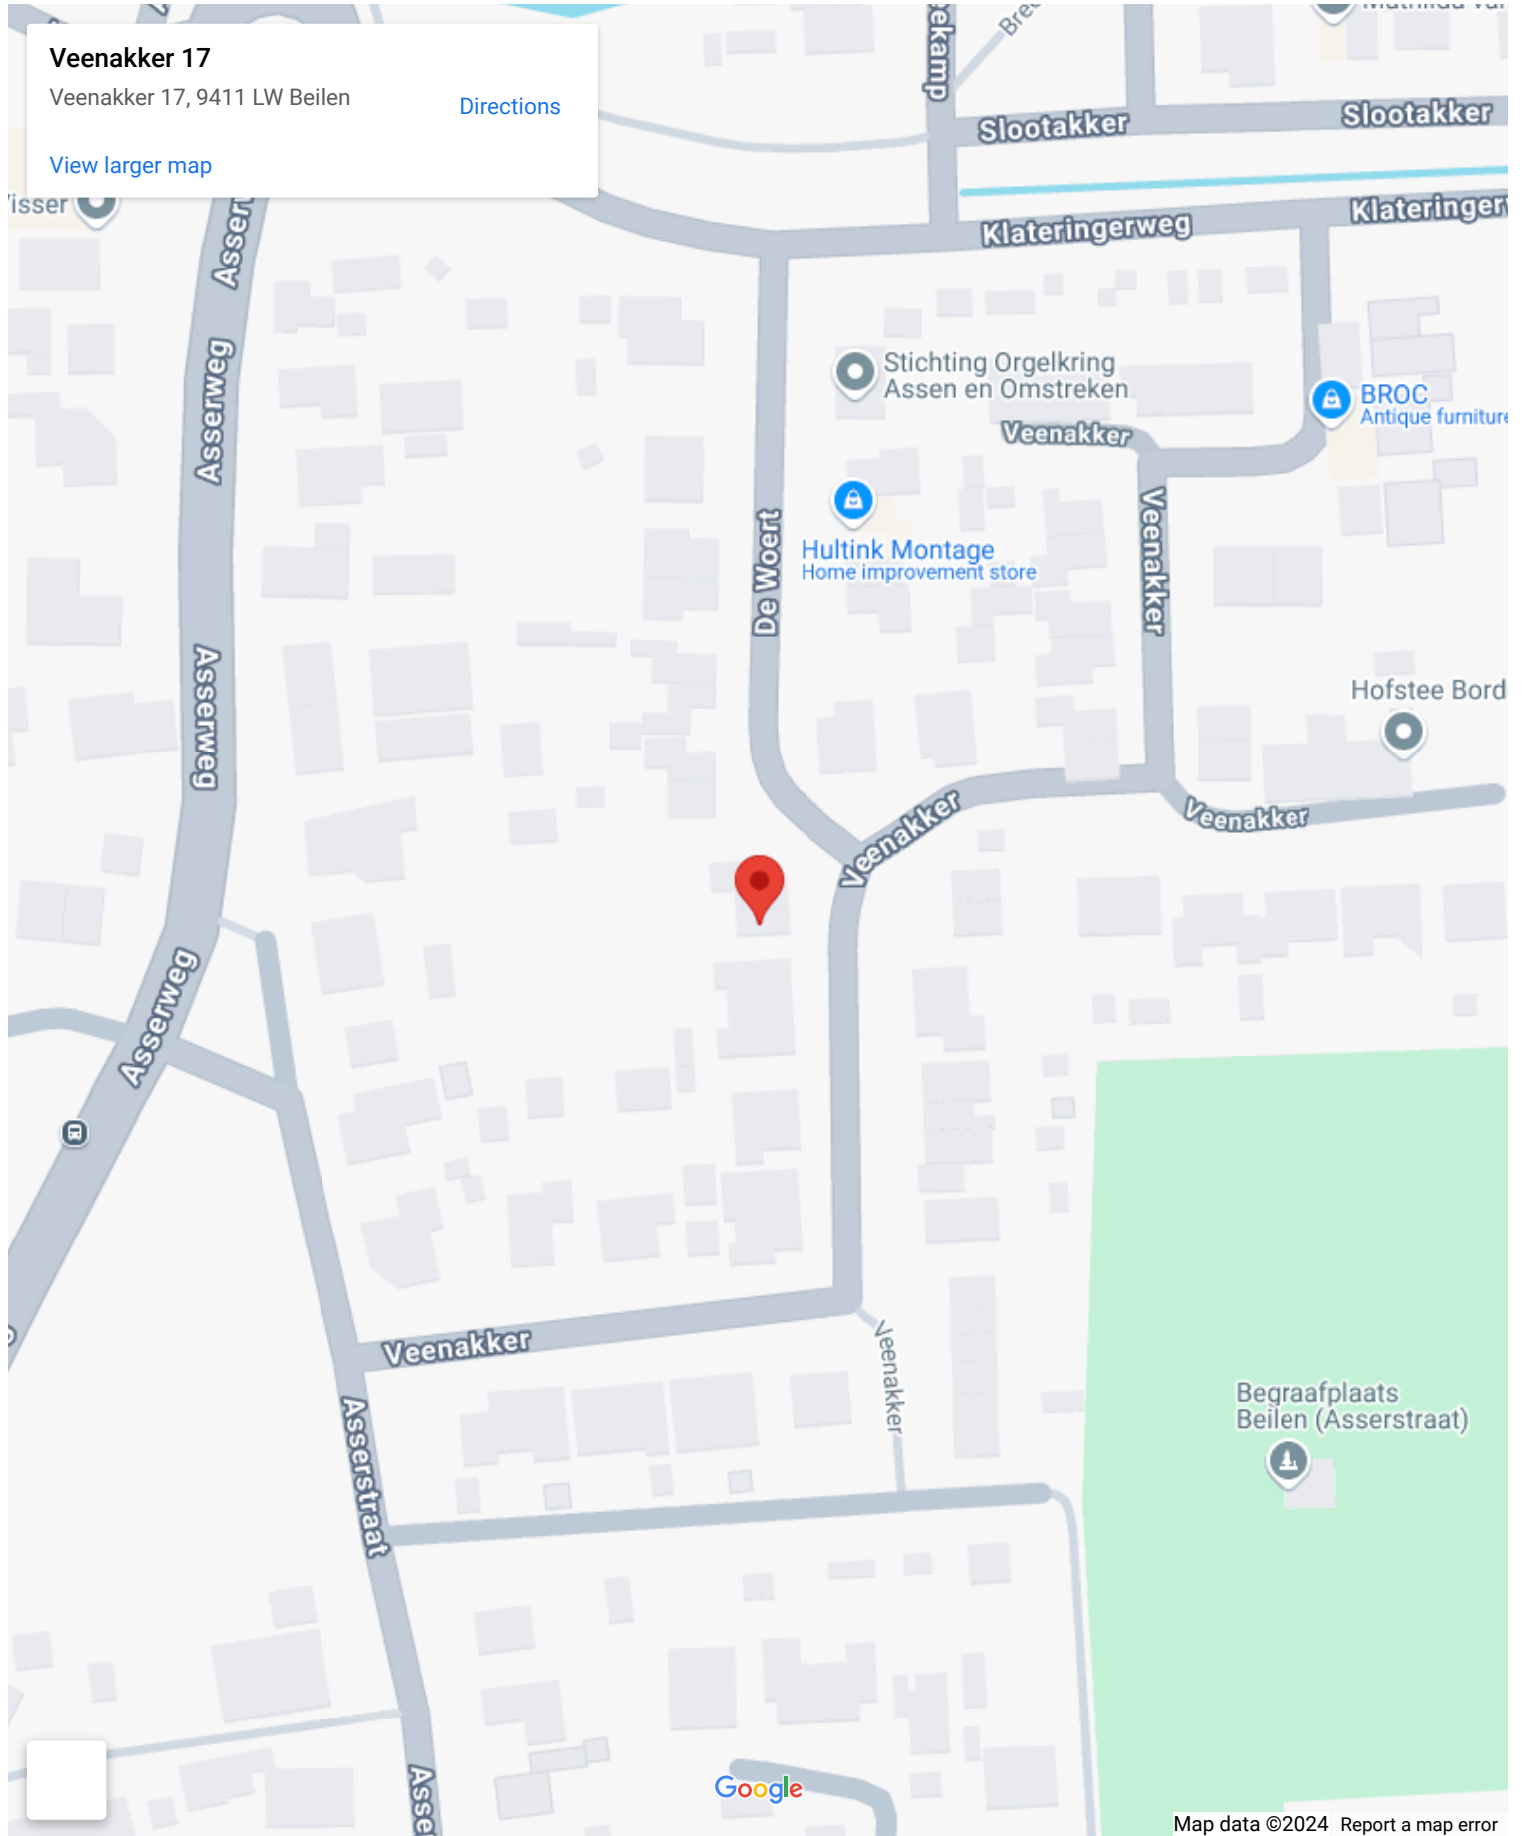 Veenakker 17
Veenakker 17, 9411 LW Beilen
Directions
View larger map
Slootakker
Slootakker
Klateringerweg
Asserweg
Stichting Orgelkring
Assen en Omstreken
BROC
Antique furniture
Veenakker
Asserweg
Hultink Montage
Home improvement store
De Woert
Veenakker
Asserweg
Hofstee Bord
Veenakker
Veenakker
Asserweg
Veenakker
Veenakker
Begraafplaats
Beilen (Asserstraat)
Asserstraat
Asse
Google
Map data ©2024
Report a map error